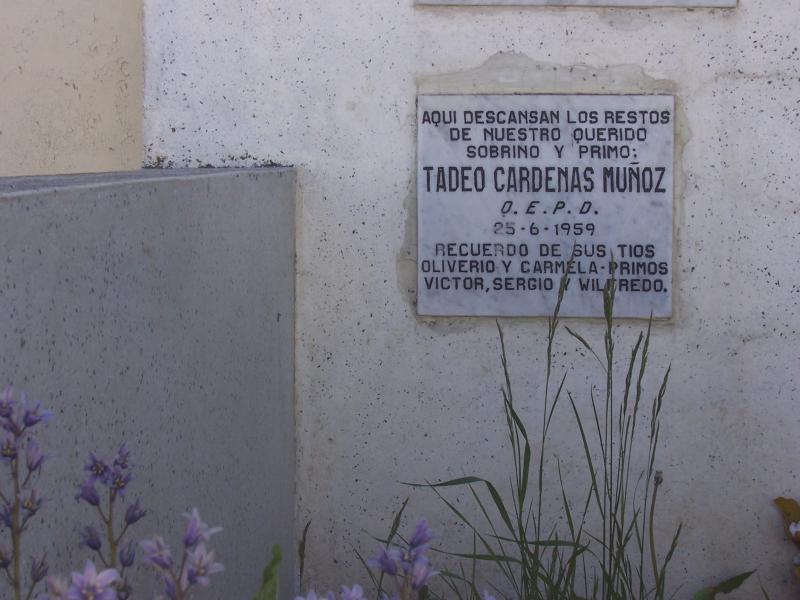 AQUI DESCANSAN LOS RESTOS
DE NUESTRO QUERIDO
SOBRINO Y PRIMO:
TADEO CARDENAS MUÑOZ
Q.E.P.D.
25-6-1959
RECUERDO DE SUS TIOS
OLIVERIO Y CARMELA-PRIMOS
VICTOR, SERGIO Y WILFREDO.